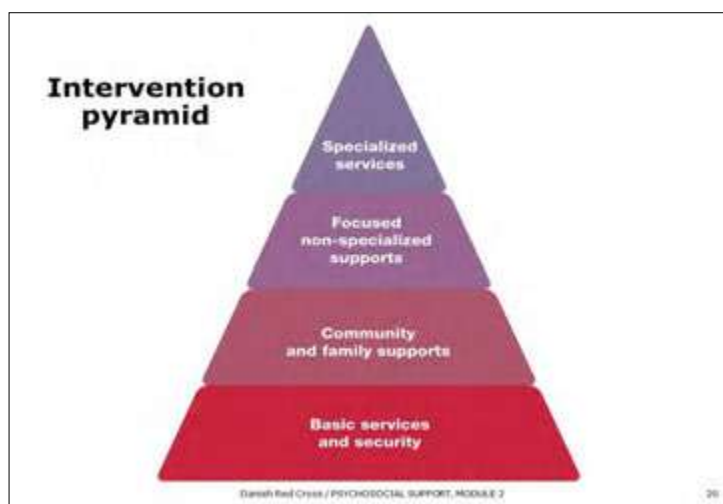 Intervention
pyramid
Specialized
services
Focused
non-specialized
supports
Community
and family supports
Basic services
and security
Danish Red Cross / PSYCHOSOCIAL SUPPORT, MODULE 2
20